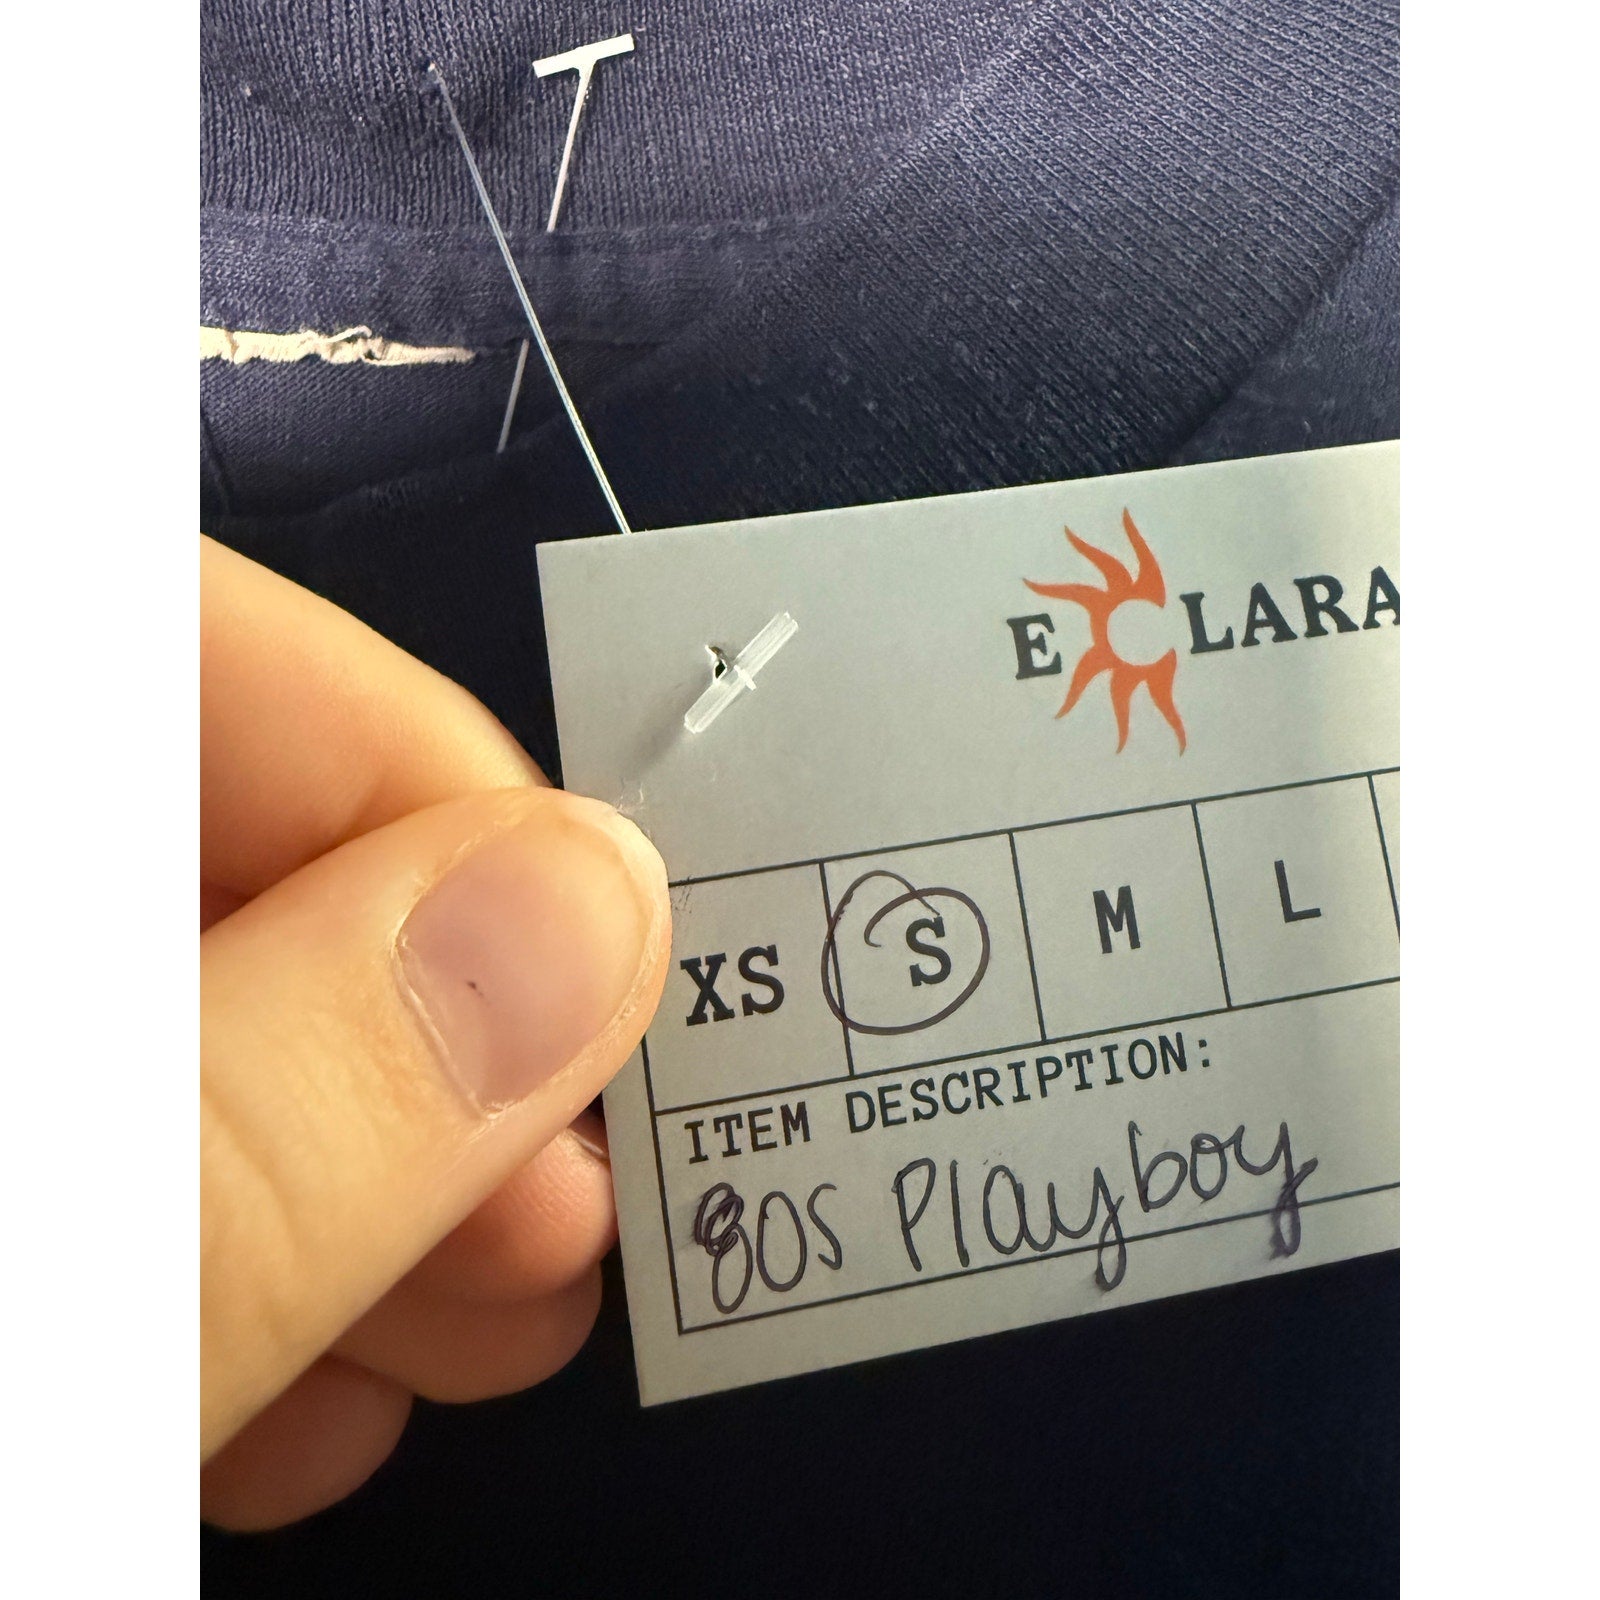 ECLARA
XS S M L
ITEM DESCRIPTION:
80s Playboy